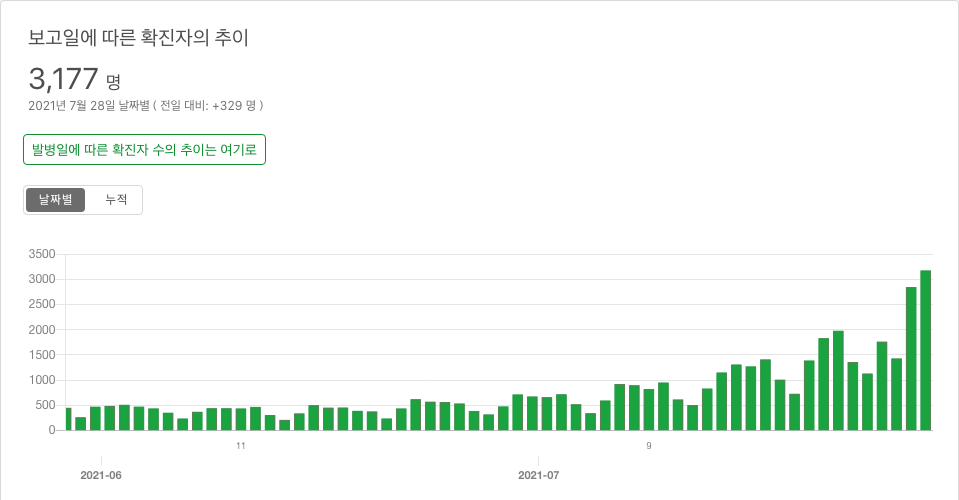 보고일에 따른 확진자의 추이
3,177 명
2021년 7월 28일 날짜별 ( 전일 대비: +329 명 )
발병일에 따른 확진자 수의 추이는 여기로
날짜별 누적
3500
3000
2500
2000
1500
1000
500
0
11 9
2021-06 2021-07